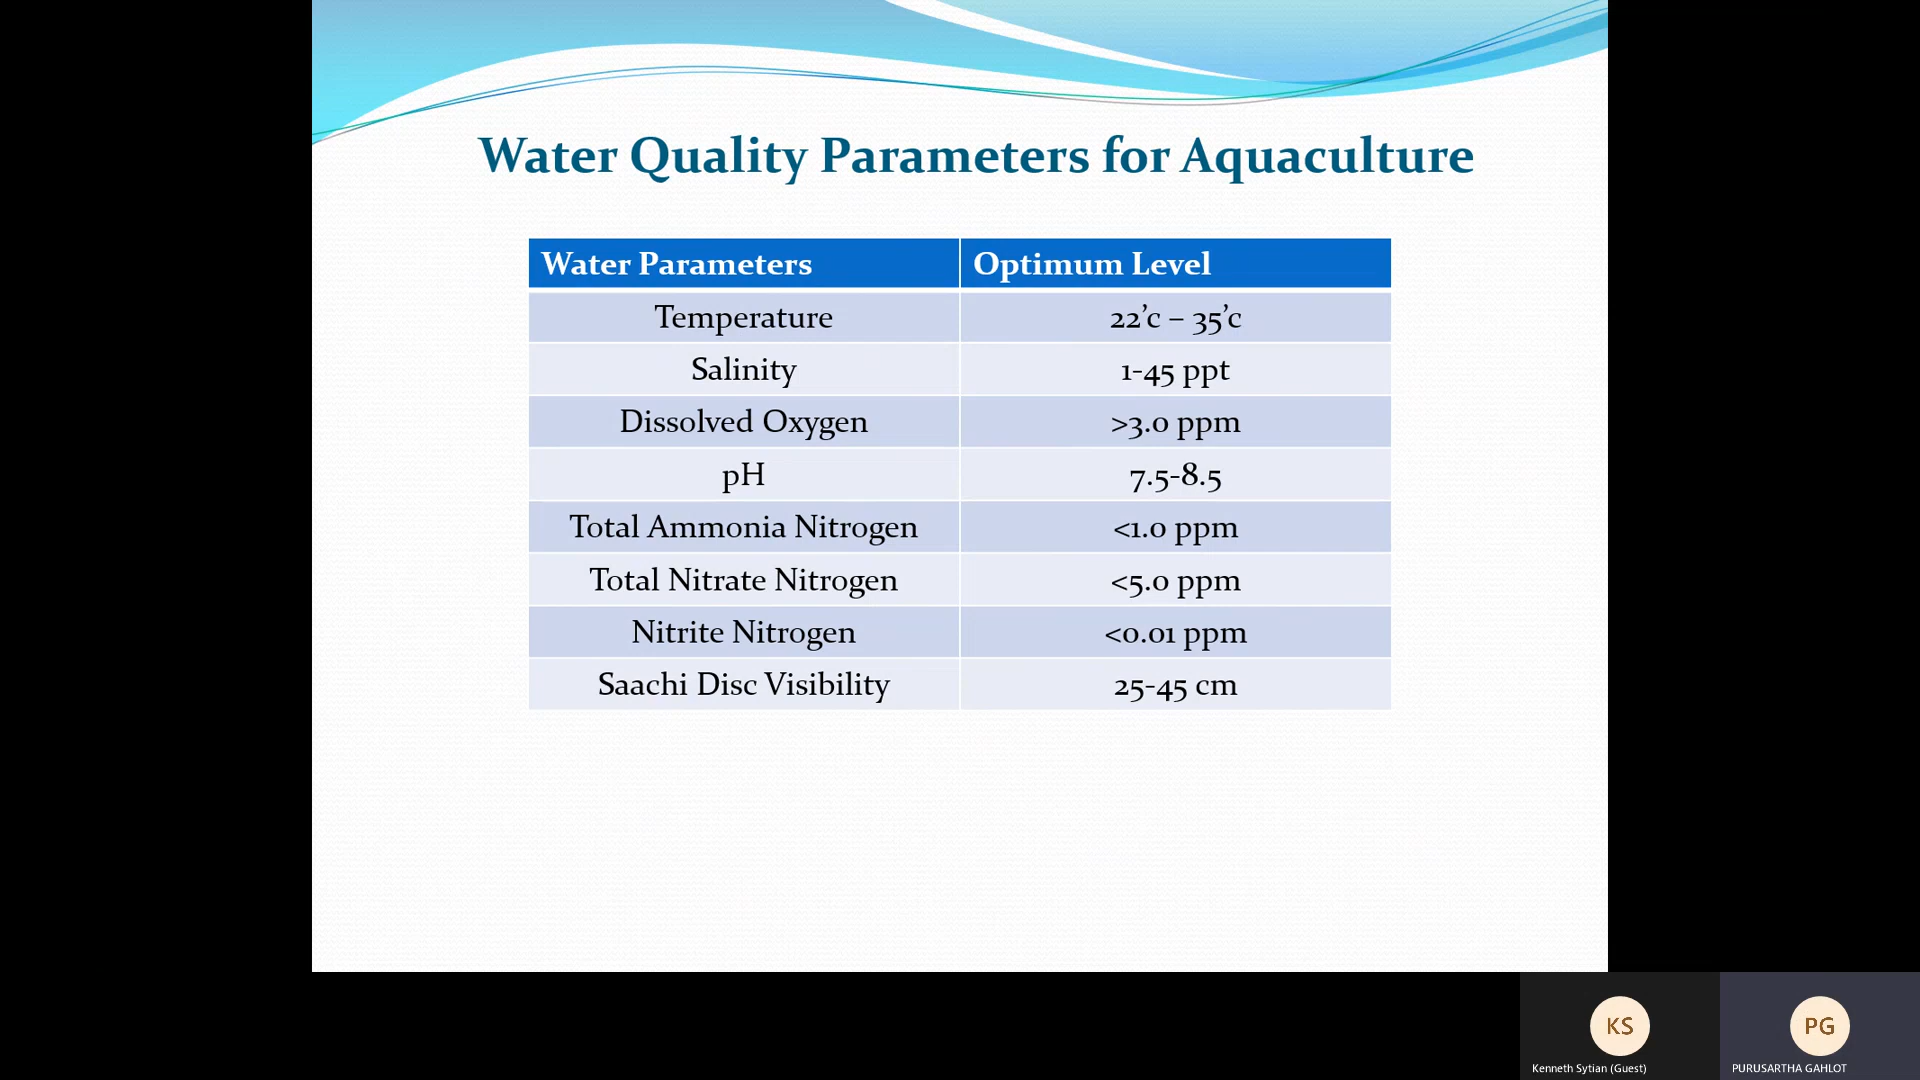 Water Quality Parameters for Aquaculture
Water Parameters Optimum Level
Temperature 22’c – 35’c
Salinity 1-45 ppt
Dissolved Oxygen >3.0 ppm
pH 7.5-8.5
Total Ammonia Nitrogen <1.0 ppm
Total Nitrate Nitrogen <5.0 ppm
Nitrite Nitrogen <0.01 ppm
Saachi Disc Visibility 25-45 cm
KS PG
Kenneth Sytian (Guest) PURUSARTHA GAHLOT